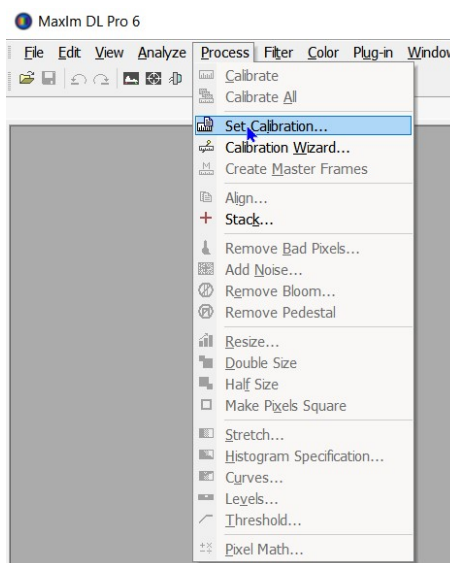 MaxIm DL Pro 6
File Edit View Analyze Process Filter Color Plug-in Window
Calibrate
Calibrate All
Set Calibration...
Calibration Wizard...
Create Master Frames
Align...
Stack...
Remove Bad Pixels...
Add Noise...
Remove Bloom...
Remove Pedestal
Resize...
Double Size
Half Size
Make Pixels Square
Stretch...
Histogram Specification...
Curves...
Levels...
Threshold...
Pixel Math...